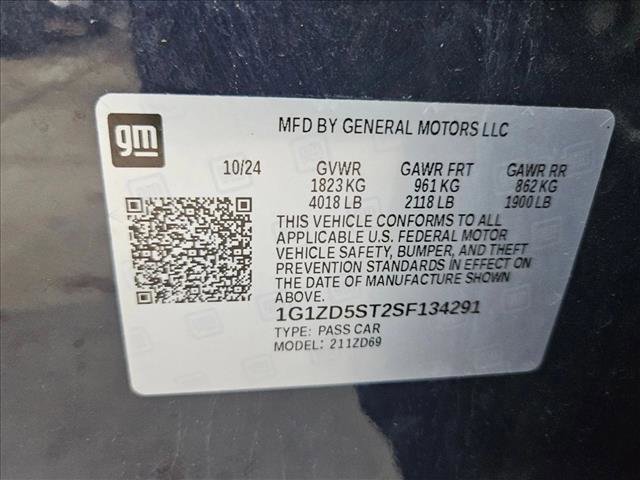 gm
MFD BY GENERAL MOTORS LLC
10/24 GVWR GAWR FRT GAWR RR
1823 KG 961 KG 862 KG
4018 LB 2118 LB 1900 LB
THIS VEHICLE CONFORMS TO ALL
APPLICABLE U.S. FEDERAL MOTOR
VEHICLE SAFETY, BUMPER, AND THEFT
PREVENTION STANDARDS IN EFFECT ON
THE DATE OF MANUFACTURE SHOWN
ABOVE.
1G1ZD5ST2SF134291
TYPE: PASS CAR
MODEL: 211ZD69